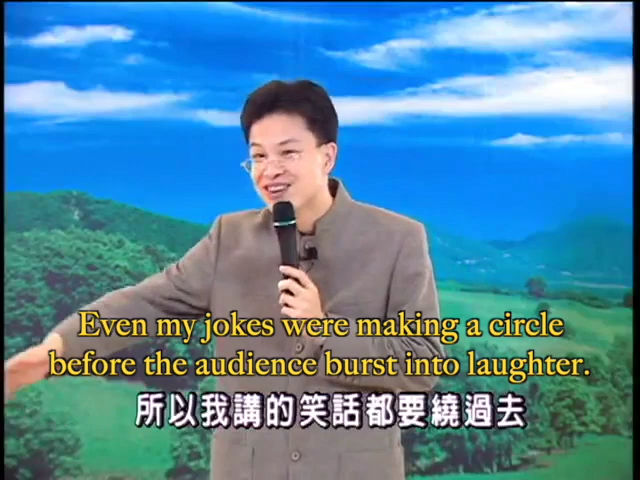 Even my jokes were making a circle
before the audience burst into laughter.
所以我講的笑話都要繞過去